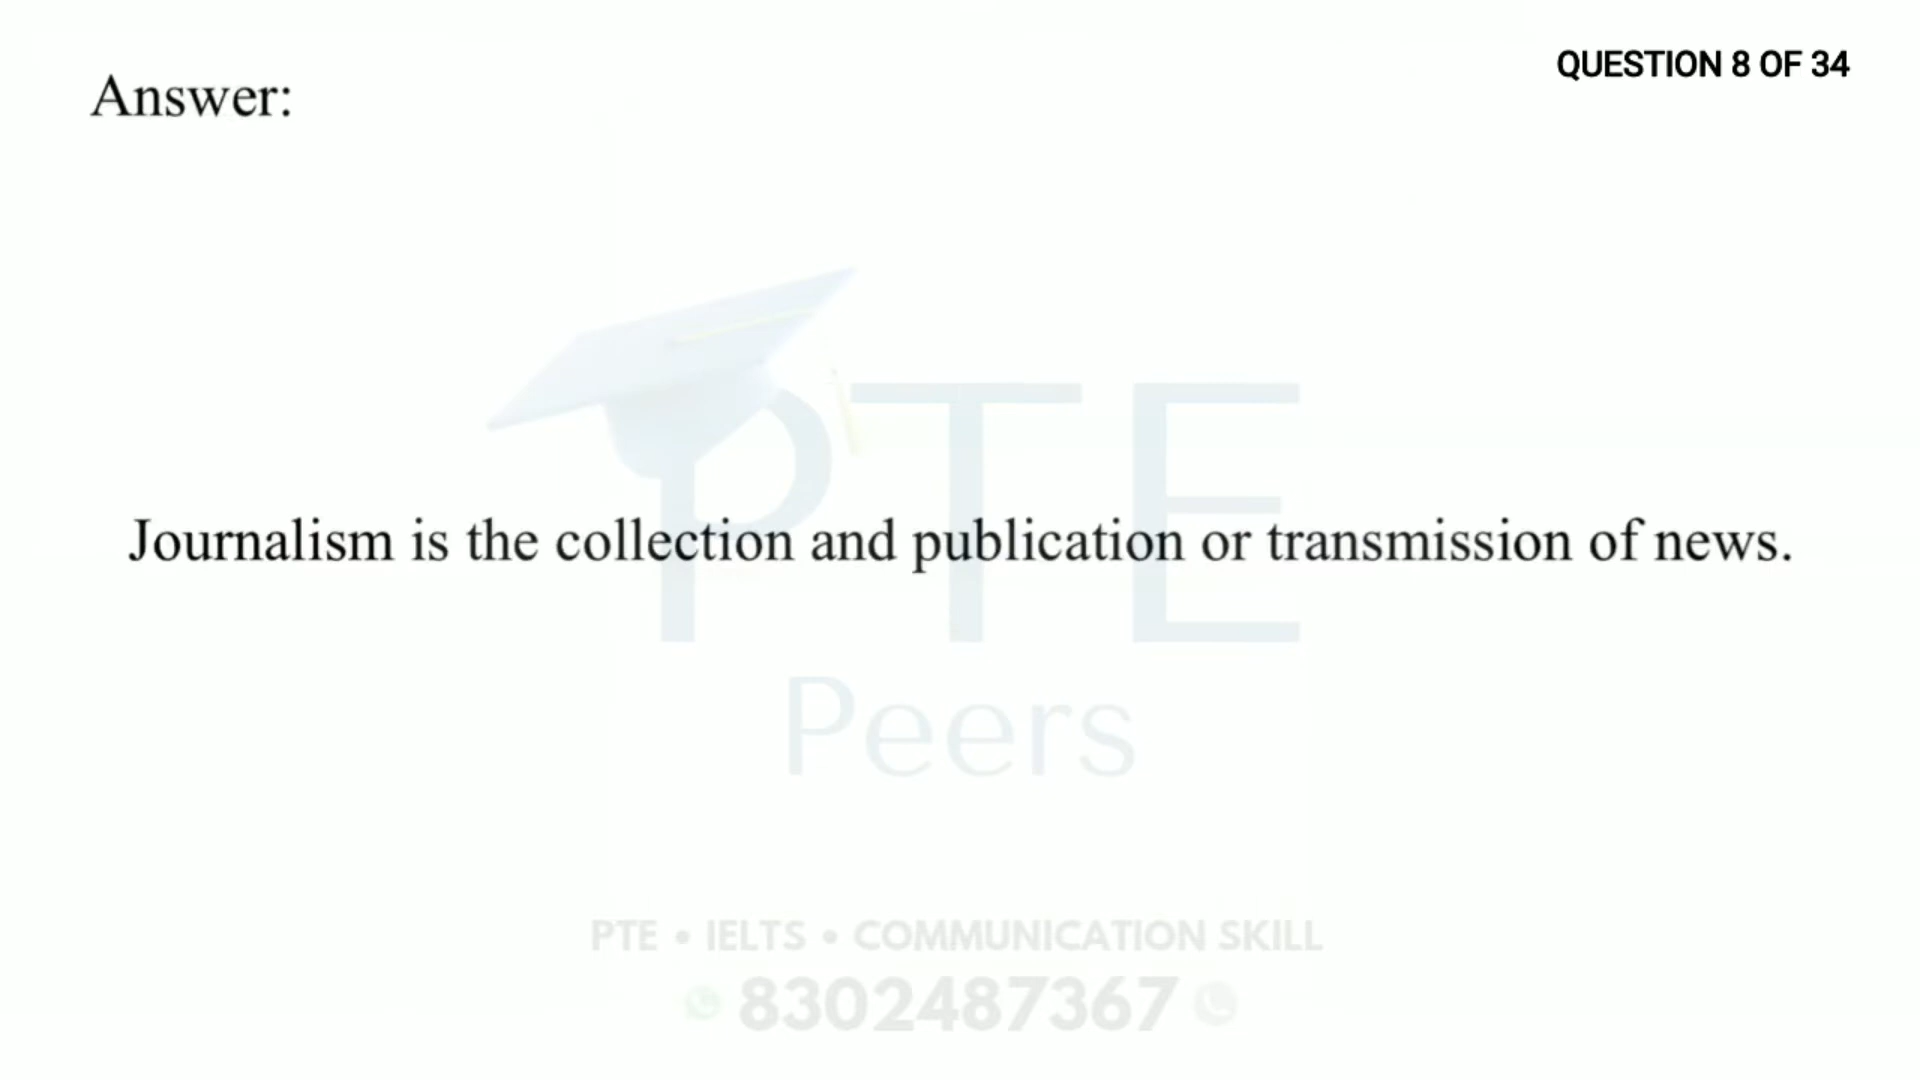 QUESTION 8 OF 34
Answer:
Journalism is the collection and publication or transmission of news.
PTE
Peers
PTE • IELTS • COMMUNICATION SKILL
8302487367